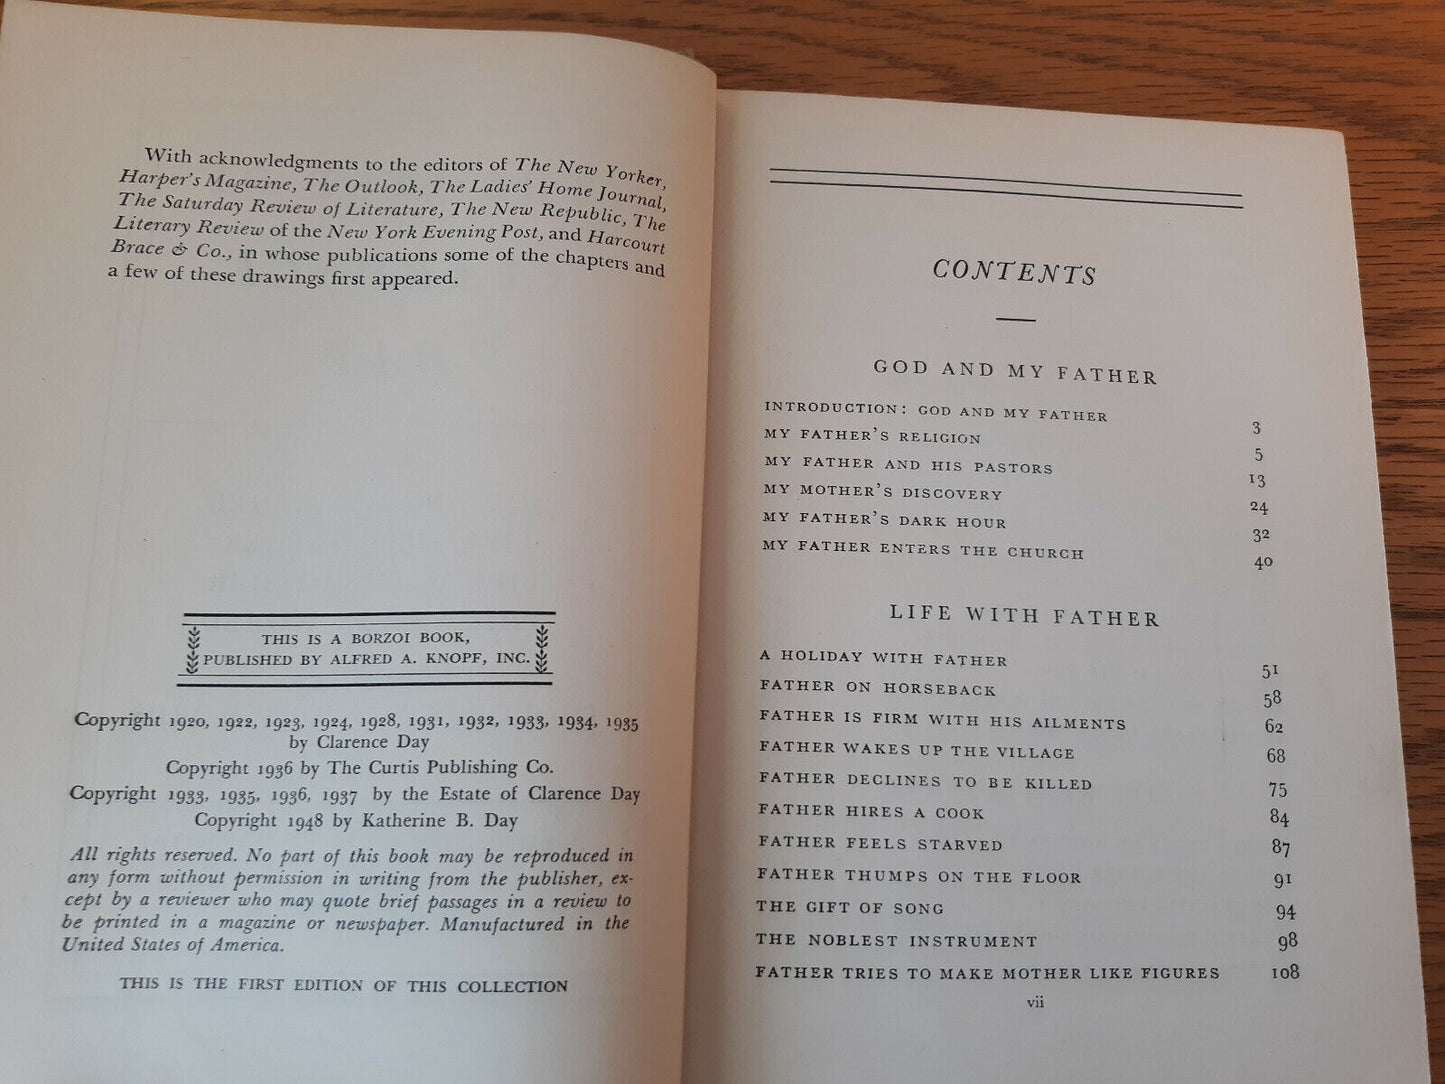 With acknowledgments to the editors of The New Yorker,
Harper's Magazine, The Outlook, The Ladies' Home Journal,
The Saturday Review of Literature, The New Republic, The
Literary Review of the New York Evening Post, and Harcourt
Brace & Co., in whose publications some of the chapters and
a few of these drawings first appeared.
THIS IS A BORZOI BOOK,
PUBLISHED BY ALFRED A. KNOPF, INC.
Copyright 1920, 1922, 1923, 1924, 1928, 1931, 1932, 1933, 1934, 1935
by Clarence Day
Copyright 1936 by The Curtis Publishing Co.
Copyright 1933, 1935, 1936, 1937 by the Estate of Clarence Day
Copyright 1948 by Katherine B. Day
All rights reserved. No part of this book may be reproduced in
any form without permission in writing from the publisher, ex-
cept by a reviewer who may quote brief passages in a review to
be printed in a magazine or newspaper. Manufactured in the
United States of America.
THIS IS THE FIRST EDITION OF THIS COLLECTION
CONTENTS
GOD AND MY FATHER
INTRODUCTION: GOD AND MY FATHER 3
MY FATHER'S RELIGION 5
MY FATHER AND HIS PASTORS 13
MY MOTHER'S DISCOVERY 24
MY FATHER'S DARK HOUR 32
MY FATHER ENTERS THE CHURCH 40
LIFE WITH FATHER
A HOLIDAY WITH FATHER 51
FATHER ON HORSEBACK 58
FATHER IS FIRM WITH HIS AILMENTS 62
FATHER WAKES UP THE VILLAGE 68
FATHER DECLINES TO BE KILLED 75
FATHER HIRES A COOK 84
FATHER FEELS STARVED 87
FATHER THUMPS ON THE FLOOR 91
THE GIFT OF SONG 94
THE NOBLEST INSTRUMENT 98
FATHER TRIES TO MAKE MOTHER LIKE FIGURES 108
vii